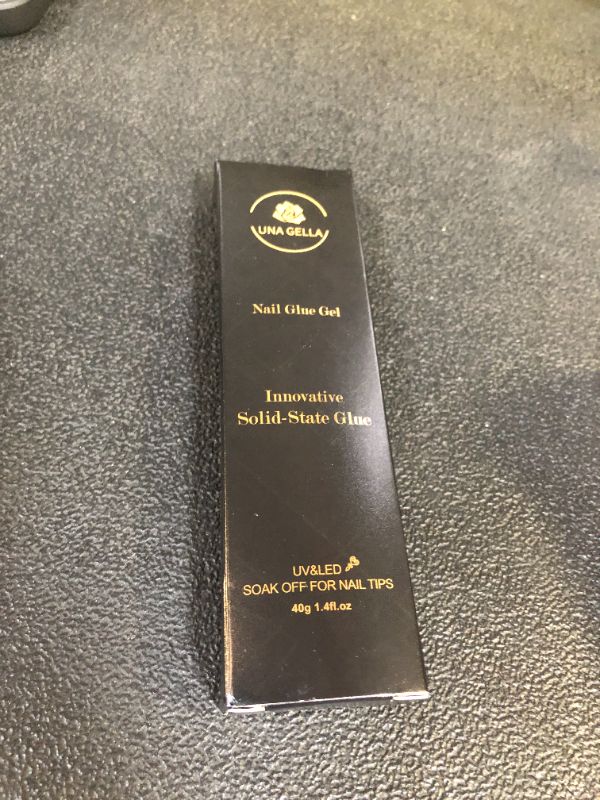 UNA GELLA
Nail Glue Gel
Innovative
Solid-State Glue
UV&LED
SOAK OFF FOR NAIL TIPS
40g 1.4fl.oz